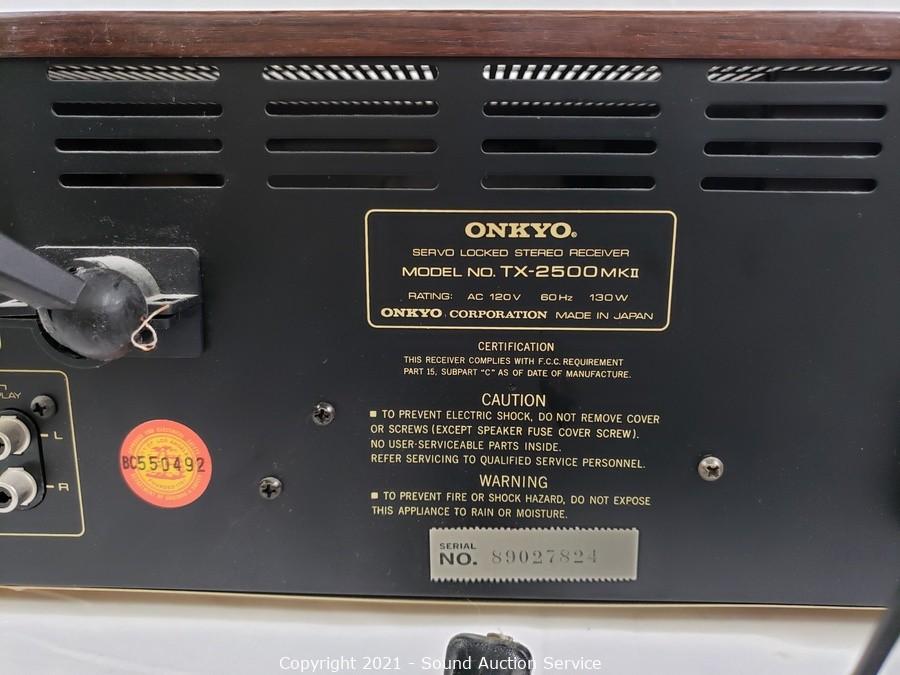 ONKYO®
SERVO LOCKED STEREO RECEIVER
MODEL NO. TX-2500MKII
RATING: AC 120V 60Hz 130W
ONKYO CORPORATION MADE IN JAPAN
CERTIFICATION
THIS RECEIVER COMPLIES WITH F.C.C. REQUIREMENT
PART 15, SUBPART "C" AS OF DATE OF MANUFACTURE.
CAUTION
■ TO PREVENT ELECTRIC SHOCK, DO NOT REMOVE COVER
OR SCREWS (EXCEPT SPEAKER FUSE COVER SCREW).
NO USER-SERVICEABLE PARTS INSIDE.
REFER SERVICING TO QUALIFIED SERVICE PERSONNEL.
WARNING
■ TO PREVENT FIRE OR SHOCK HAZARD, DO NOT EXPOSE
THIS APPLIANCE TO RAIN OR MOISTURE.
SERIAL
NO. 89027824
L
R
BC550492
Copyright 2021 - Sound Auction Service